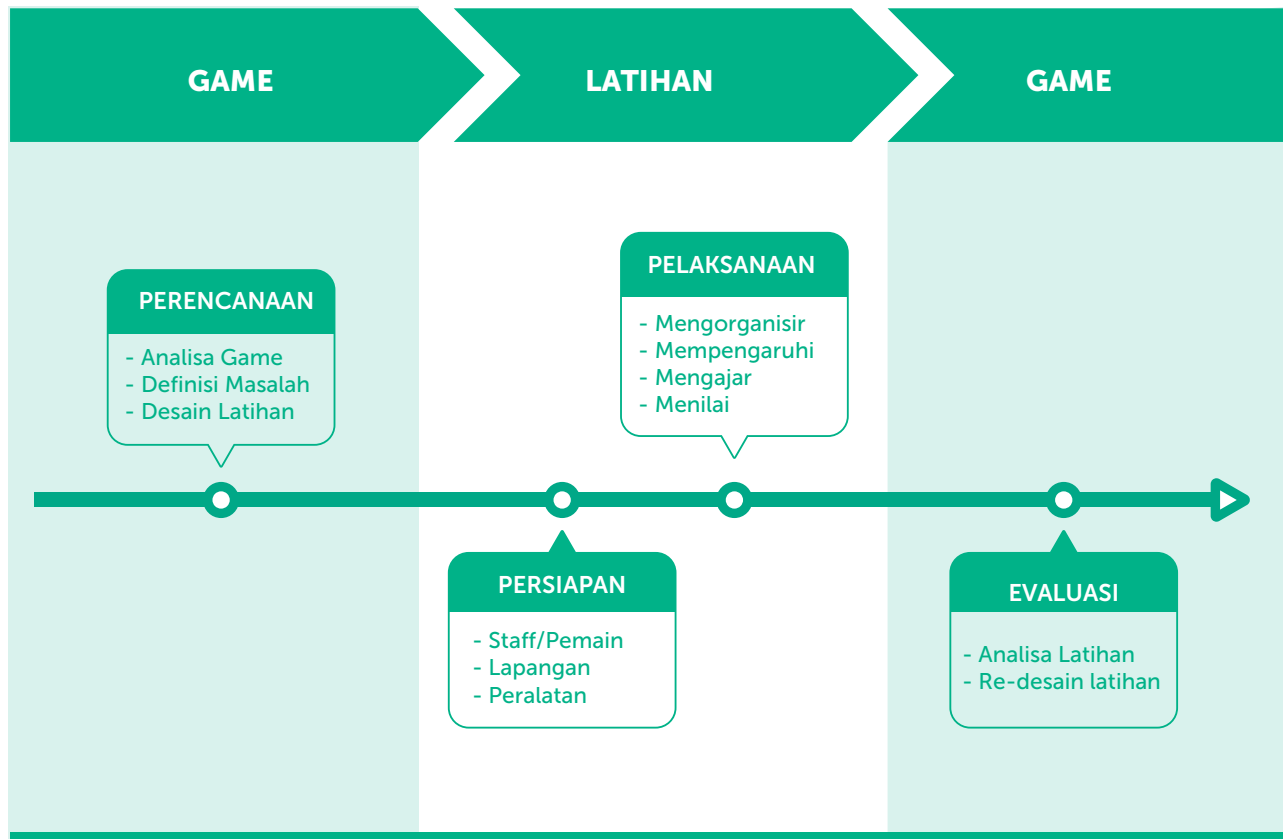 GAME
LATIHAN
GAME
PERENCANAAN
- Analisa Game
- Definisi Masalah
- Desain Latihan
PELAKSANAAN
- Mengorganisir
- Mempengaruhi
- Mengajar
- Menilai
PERSIAPAN
- Staff/Pemain
- Lapangan
- Peralatan
EVALUASI
- Analisa Latihan
- Re-desain latihan